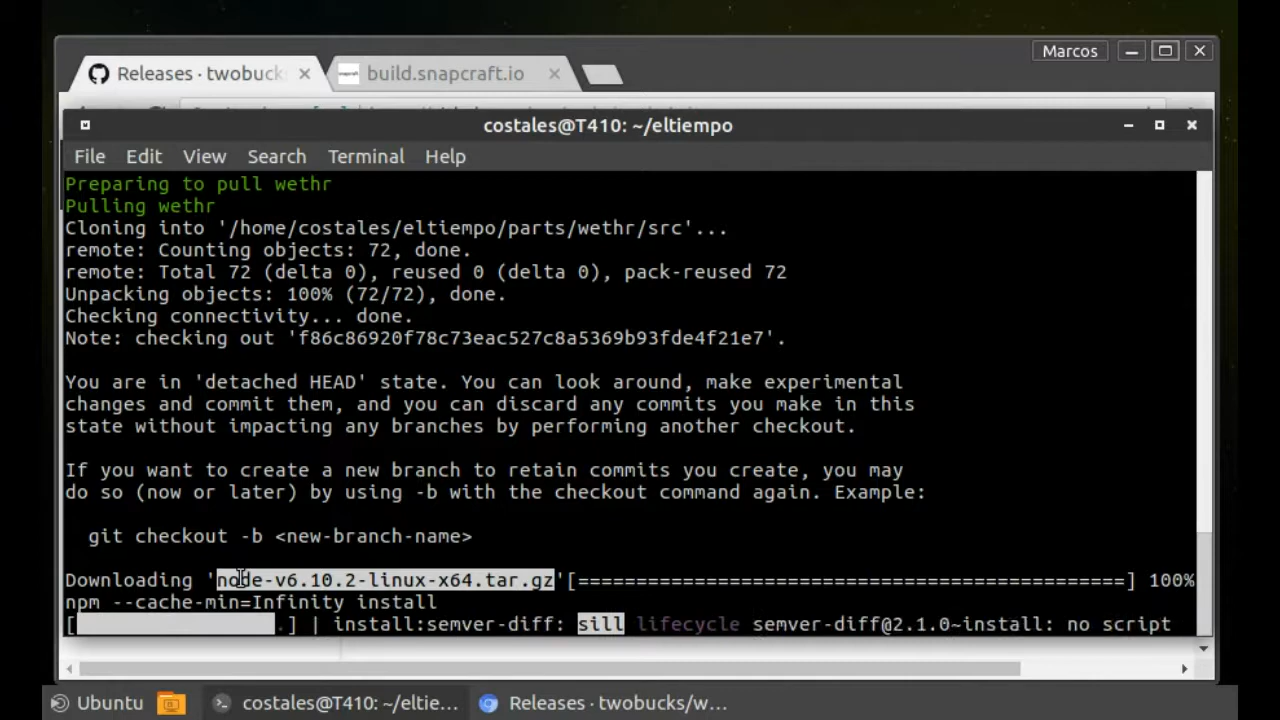 Marcos
Releases · twobuck
build.snapcraft.io
costales@T410: ~/eltiempo
File Edit View Search Terminal Help
Preparing to pull wethr
Pulling wethr
Cloning into '/home/costales/eltiempo/parts/wethr/src'...
remote: Counting objects: 72, done.
remote: Total 72 (delta 0), reused 0 (delta 0), pack-reused 72
Unpacking objects: 100% (72/72), done.
Checking connectivity... done.
Note: checking out 'f86c86920f78c73eac527c8a5369b93fde4f21e7'.
You are in 'detached HEAD' state. You can look around, make experimental
changes and commit them, and you can discard any commits you make in this
state without impacting any branches by performing another checkout.
If you want to create a new branch to retain commits you create, you may
do so (now or later) by using -b with the checkout command again. Example:
git checkout -b <new-branch-name>
Downloading 'node-v6.10.2-linux-x64.tar.gz'[===============================================] 100%
npm --cache-min=Infinity install
[ .] | install:semver-diff: sill lifecycle semver-diff@2.1.0~install: no script
Ubuntu
costales@T410: ~/eltie...
Releases · twobucks/w...